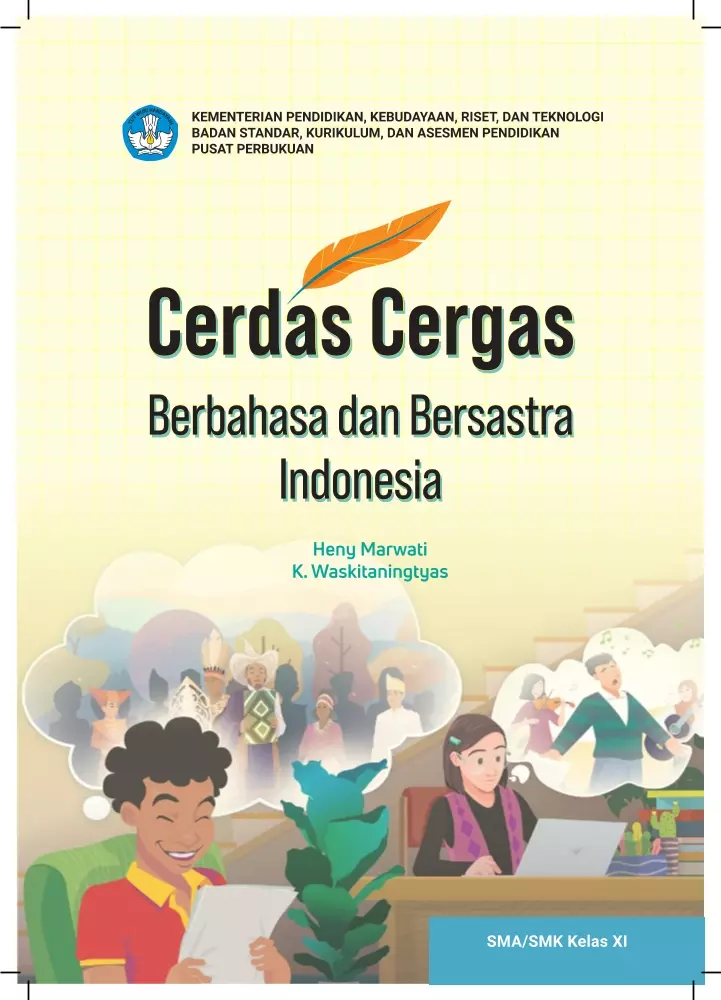 KEMENTERIAN PENDIDIKAN, KEBUDAYAAN, RISET, DAN TEKNOLOGI
BADAN STANDAR, KURIKULUM, DAN ASESMEN PENDIDIKAN
PUSAT PERBUKUAN
Cerdas Cergas
Berbahasa dan Bersastra
Indonesia
Heny Marwati
K. Waskitaningtyas
SMA/SMK Kelas XI